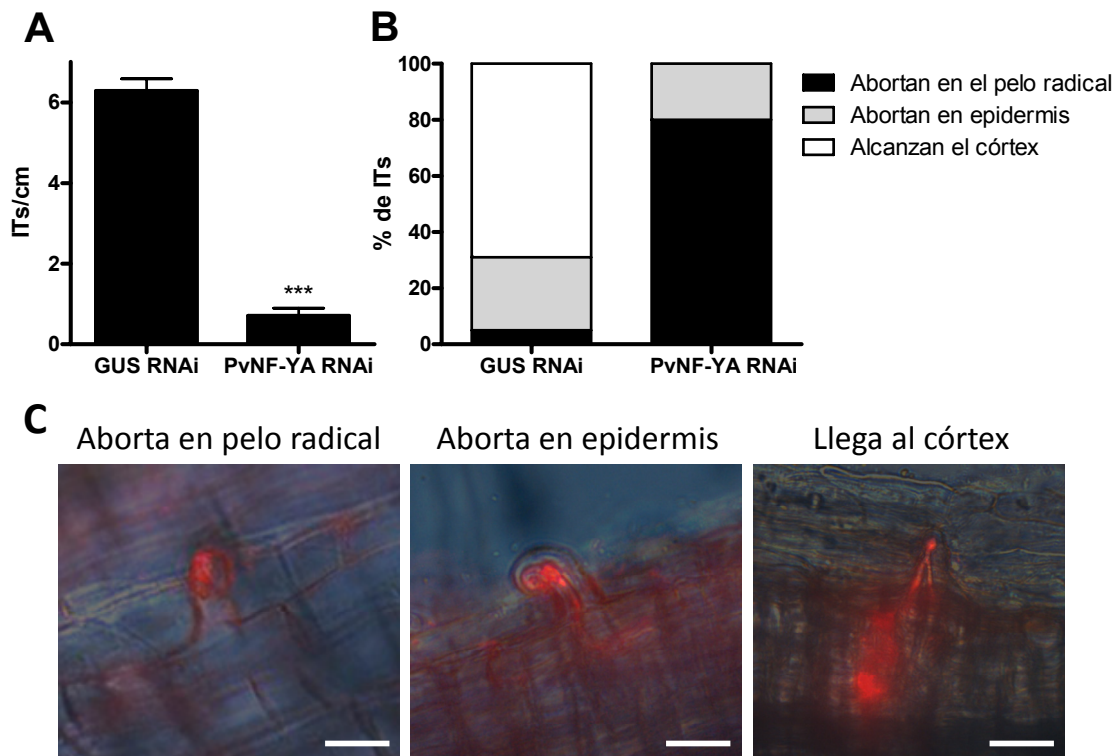 A
6
4
2
0
ITs/cm
***
GUS RNAi PvNF-YA RNAi
B
100
80
60
40
20
0
% de ITs
GUS RNAi PvNF-YA RNAi
Abortan en el pelo radical
Abortan en epidermis
Alcanzan el córtex
C
Aborta en pelo radical
Aborta en epidermis
Llega al córtex